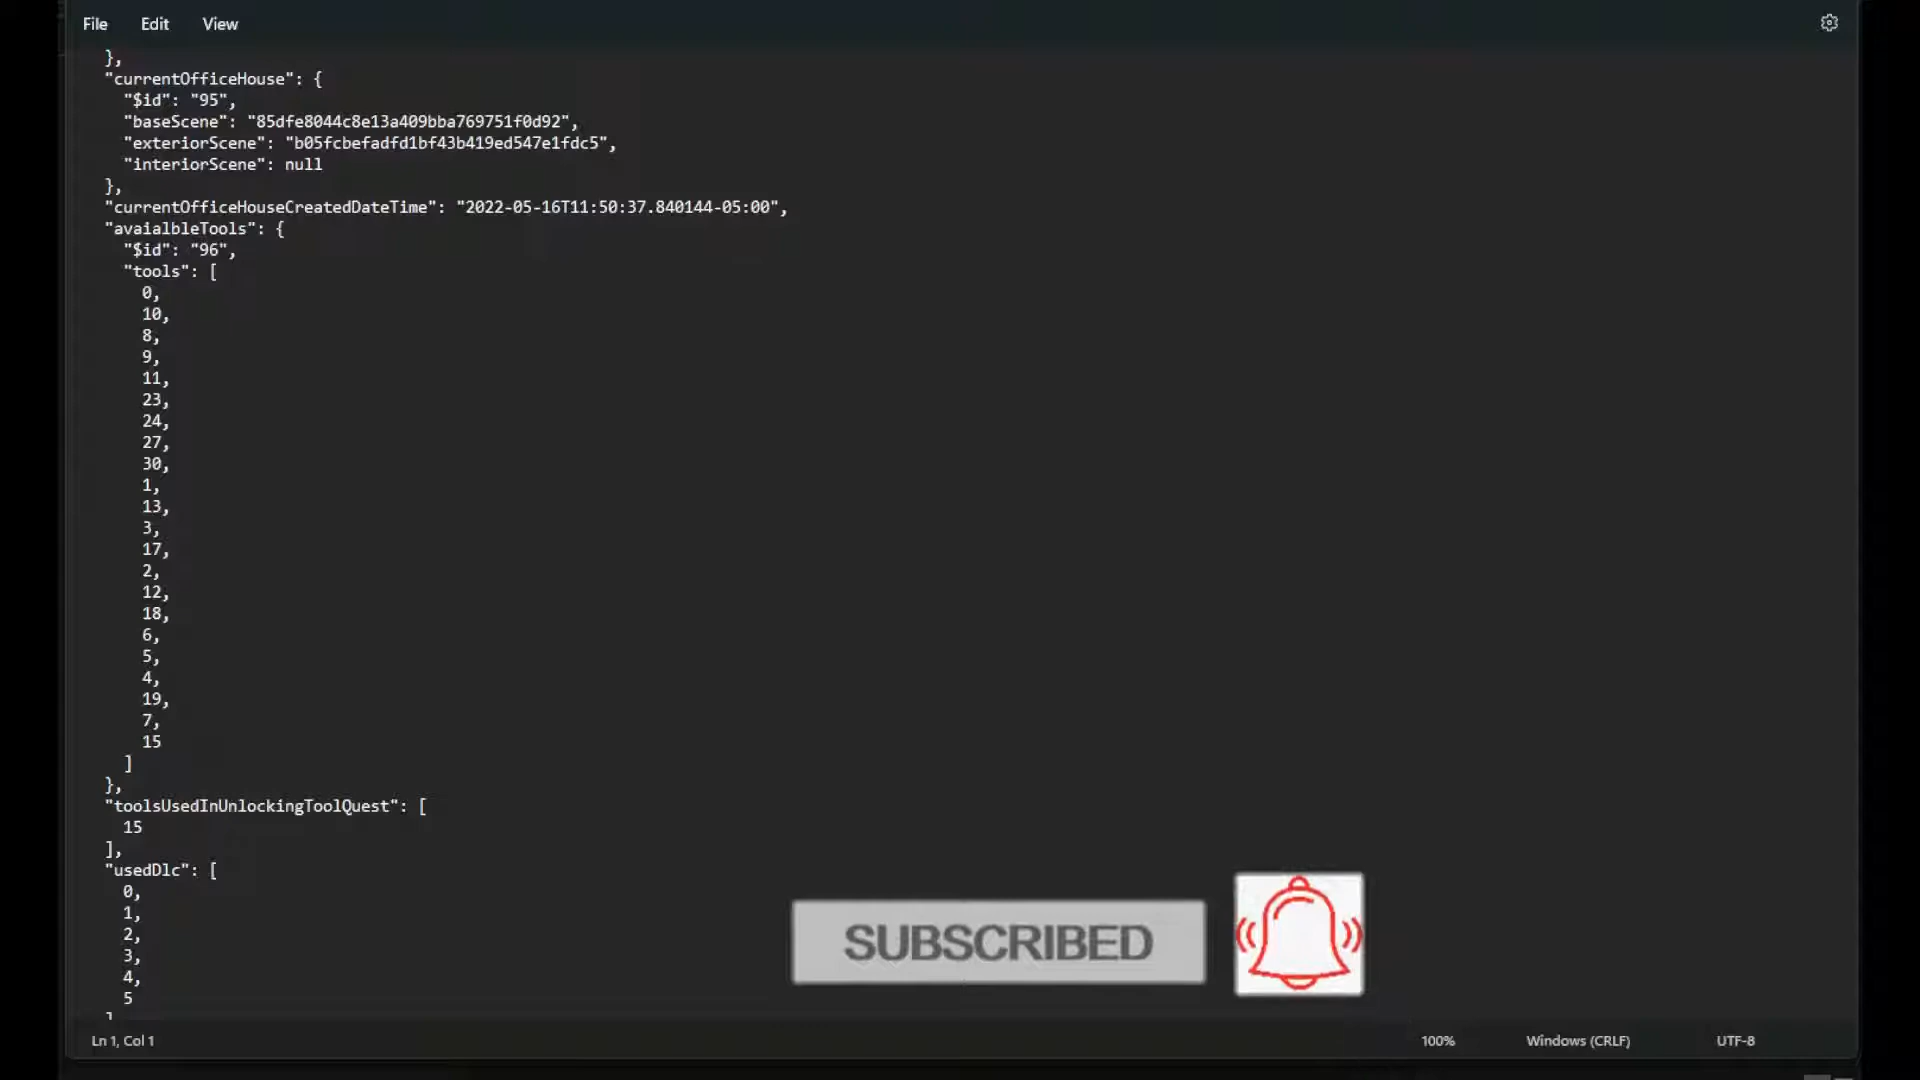 File Edit View
},
"currentOfficeHouse": {
"$id": "95",
"baseScene": "85dfe8044c8e13a409bba769751f0d92",
"exteriorScene": "b05fcbefadfd1bf43b419ed547e1fdc5",
"interiorScene": null
},
"currentOfficeHouseCreatedDateTime": "2022-05-16T11:50:37.840144-05:00",
"avaialbleTools": {
"$id": "96",
"tools": [
0,
10,
8,
9,
11,
23,
24,
27,
30,
1,
13,
3,
17,
2,
12,
18,
6,
5,
4,
19,
7,
15
]
},
"toolsUsedInUnlockingToolQuest": [
15
],
"usedDlc": [
0,
1,
2,
3,
4,
5
]
SUBSCRIBED
Ln 1, Col 1 100% Windows (CRLF) UTF-8